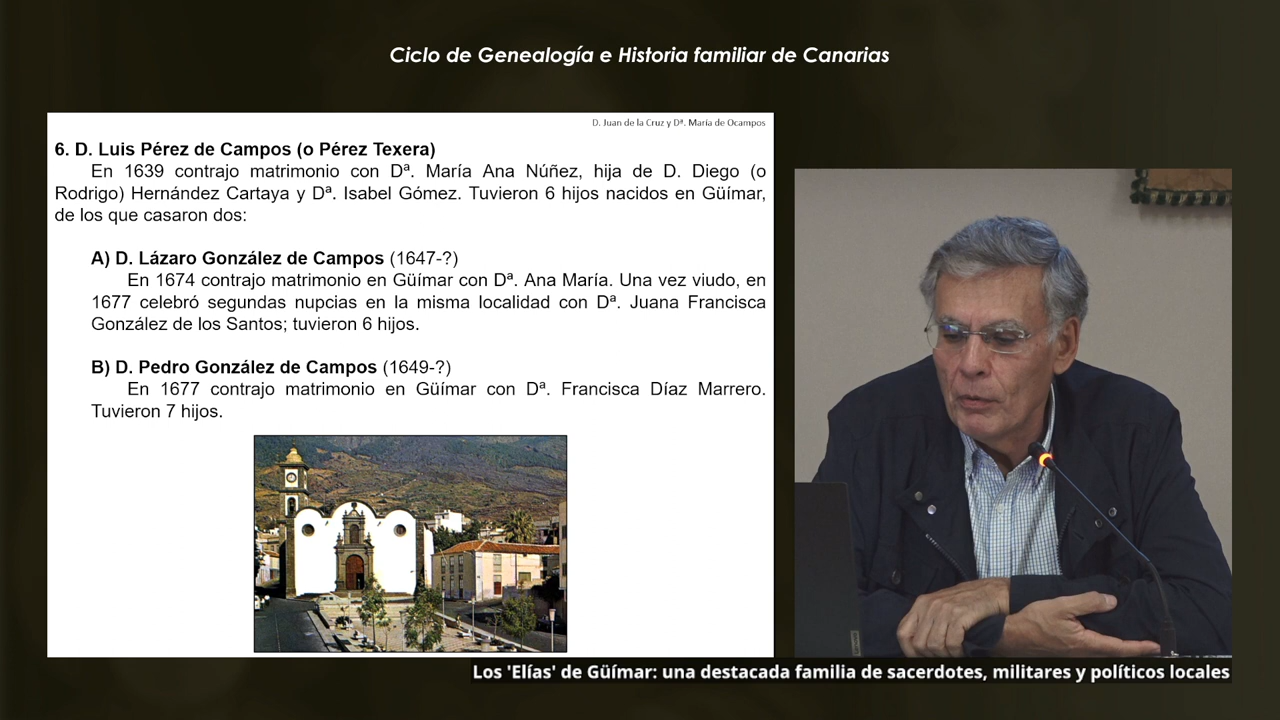 Ciclo de Genealogía e Historia familiar de Canarias
D. Juan de la Cruz y Dª. María de Ocampos
6. D. Luis Pérez de Campos (o Pérez Texera)
En 1639 contrajo matrimonio con Dª. María Ana Núñez, hija de D. Diego (o
Rodrigo) Hernández Cartaya y Dª. Isabel Gómez. Tuvieron 6 hijos nacidos en Güímar,
de los que casaron dos:
A) D. Lázaro González de Campos (1647-?)
En 1674 contrajo matrimonio en Güímar con Dª. Ana María. Una vez viudo, en
1677 celebró segundas nupcias en la misma localidad con Dª. Juana Francisca
González de los Santos; tuvieron 6 hijos.
B) D. Pedro González de Campos (1649-?)
En 1677 contrajo matrimonio en Güímar con Dª. Francisca Díaz Marrero.
Tuvieron 7 hijos.
Los 'Elías' de Güímar: una destacada familia de sacerdotes, militares y políticos locales